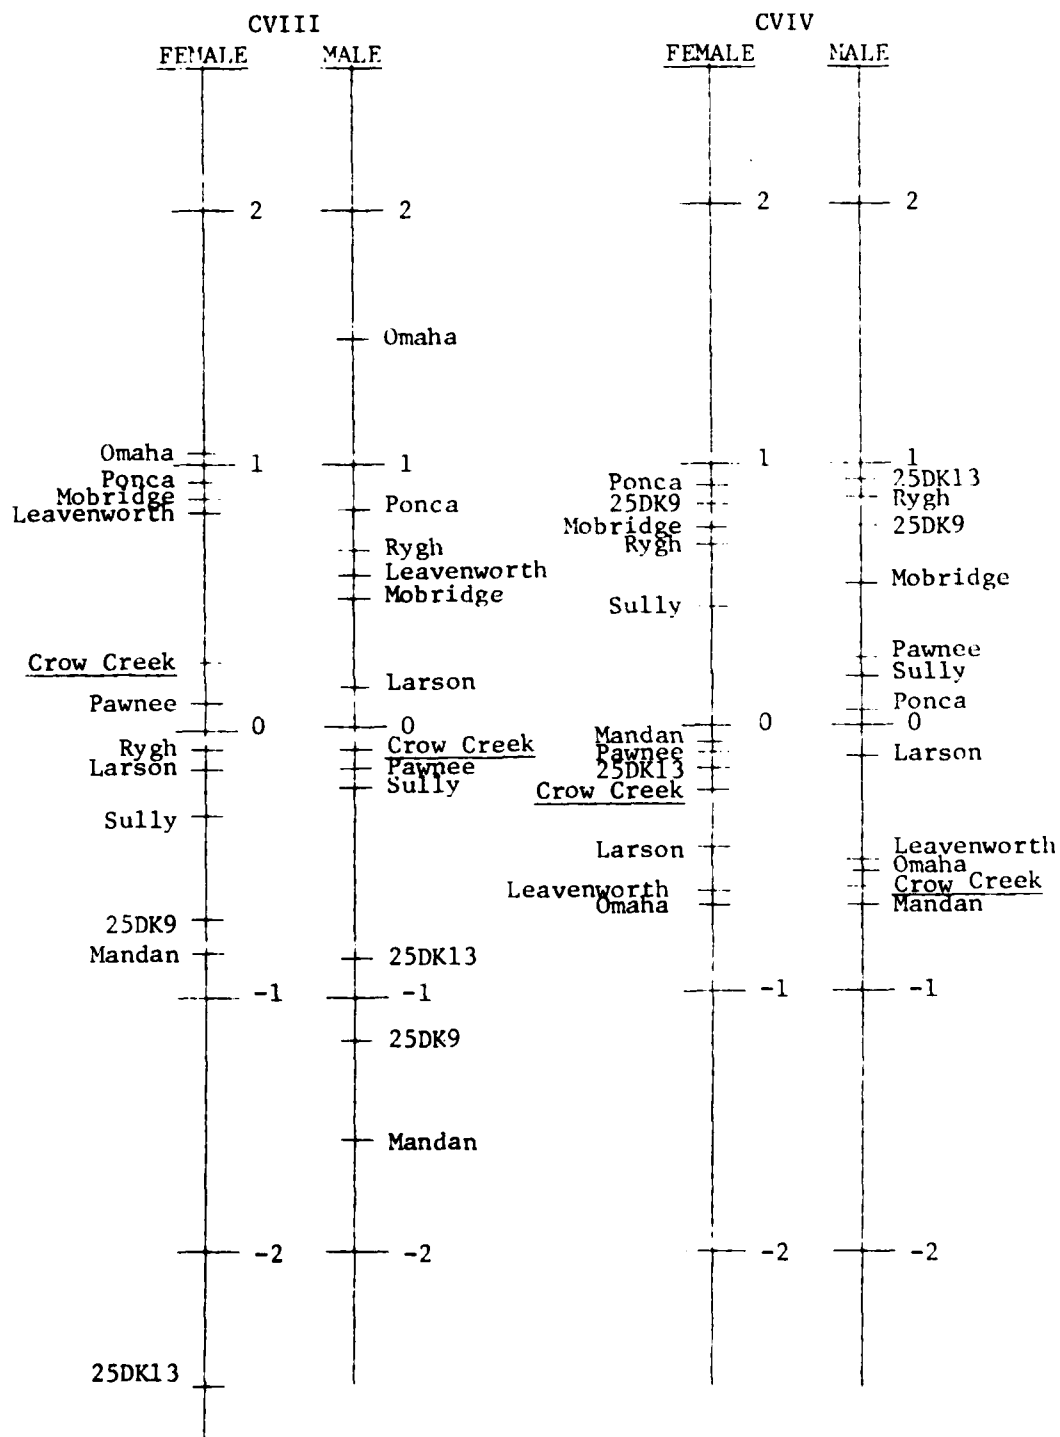 CVIII
FEMALE MALE
2 2
Omaha
Omaha
1 1
Ponca
Mobridge
Leavenworth
Ponca
Rygh
Leavenworth
Mobridge
Crow Creek
Larson
Pawnee
0 0
Rygh
Crow Creek
Larson
Pawnee
Sully
Sully
25DK9
Mandan
25DK13
-1 -1
25DK9
Mandan
-2 -2
25DK13
CVIV
FEMALE MALE
2 2
1 1
Ponca
25DK13
25DK9
Rygh
Mobridge
25DK9
Rygh
Mobridge
Sully
Pawnee
Sully
Ponca
0 0
Mandan
Pawnee
Larson
25DK13
Crow Creek
Larson
Leavenworth
Omaha
Leavenworth
Crow Creek
Omaha
Mandan
-1 -1
-2 -2